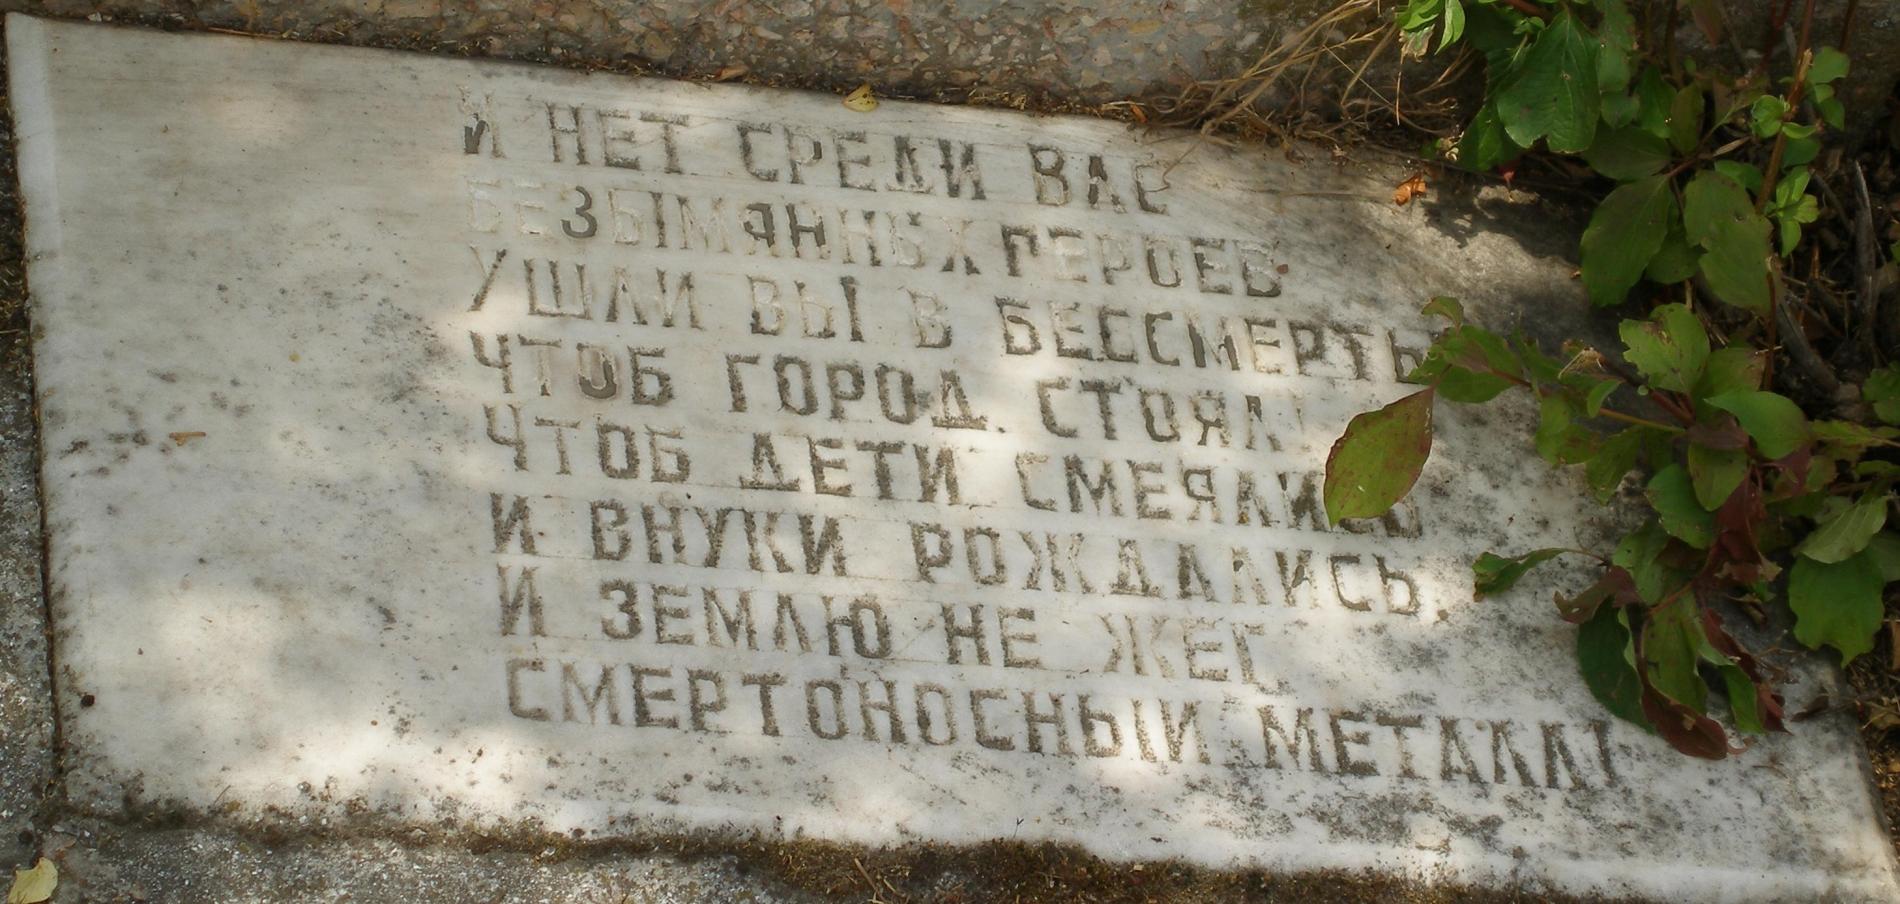 И НЕТ СРЕДИ ВАС
БЕЗЫМЯННЫХ ГЕРОЕВ
УШЛИ ВЫ В БЕССМЕРТЬЕ
ЧТОБ ГОРОД СТОЯЛ
ЧТОБ ДЕТИ СМЕЯЛИСЬ
И ВНУКИ РОЖДАЛИСЬ.
И ЗЕМЛЮ НЕ ЖЕГ
СМЕРТОНОСНЫЙ МЕТАЛЛ!